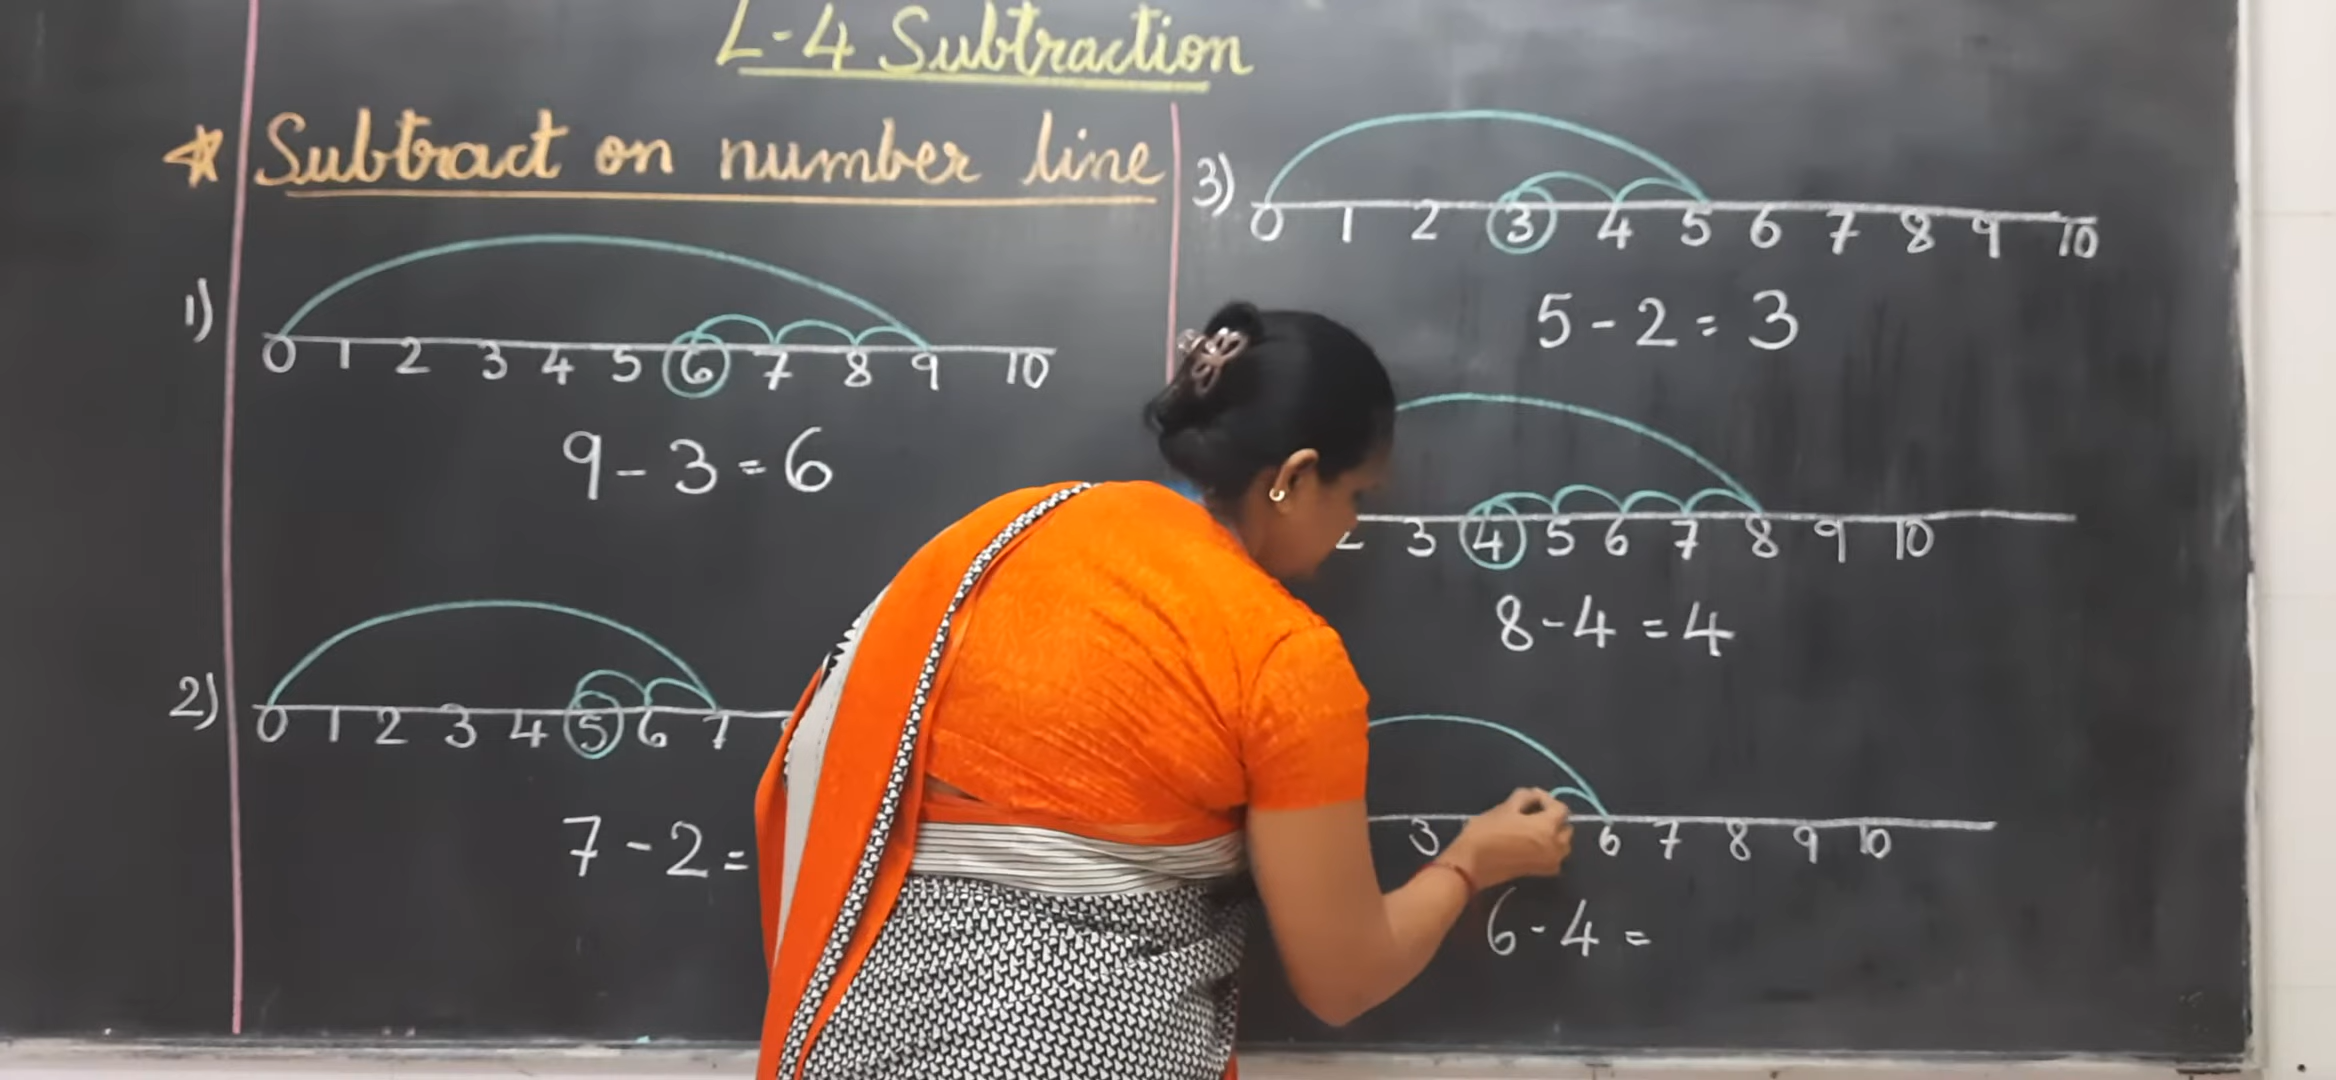 L-4 Subtraction
* Subtract on number line
1)
0 1 2 3 4 5 6 7 8 9 10
9 - 3 = 6
2)
0 1 2 3 4 5 6 7
7 - 2 =
3)
0 1 2 3 4 5 6 7 8 9 10
5 - 2 = 3
3 4 5 6 7 8 9 10
8 - 4 = 4
3 6 7 8 9 10
6 - 4 =